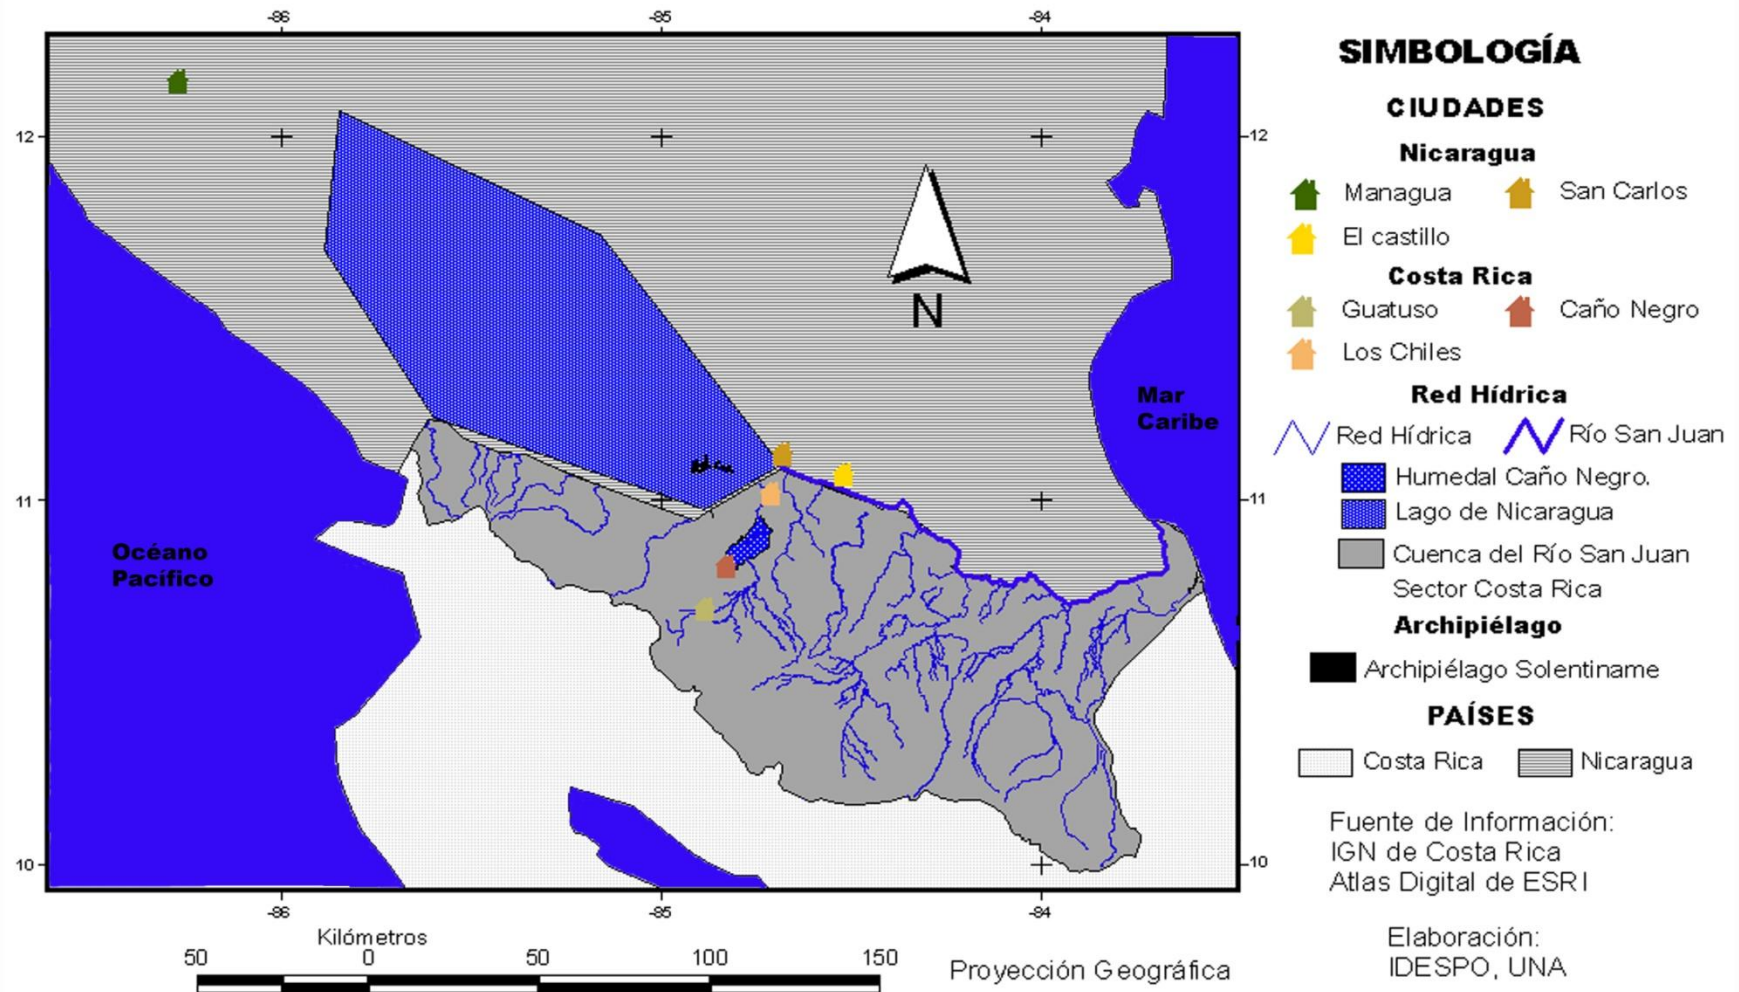 -86 -85 -84
SIMBOLOGÍA
CIUDADES
Nicaragua
Managua San Carlos
El castillo
Costa Rica
Guatuso Caño Negro
Los Chiles
Red Hídrica
Red Hídrica Río San Juan
Humedal Caño Negro.
Lago de Nicaragua
Cuenca del Río San Juan
Sector Costa Rica
Archipiélago
Archipiélago Solentiname
PAÍSES
Costa Rica Nicaragua
Fuente de Información:
IGN de Costa Rica
Atlas Digital de ESRI
Elaboración:
IDESPO, UNA
12 12
N
Mar
Caribe
11 11
Océano
Pacífico
10 10
-86 -85 -84
Kilómetros
50 0 50 100 150
Proyección Geográfica